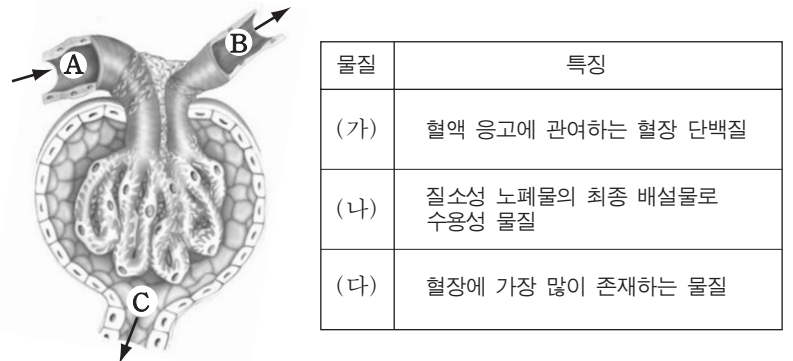 A
B
C
물질 특징
(가) 혈액 응고에 관여하는 혈장 단백질
(나) 질소성 노폐물의 최종 배설물로
수용성 물질
(다) 혈장에 가장 많이 존재하는 물질